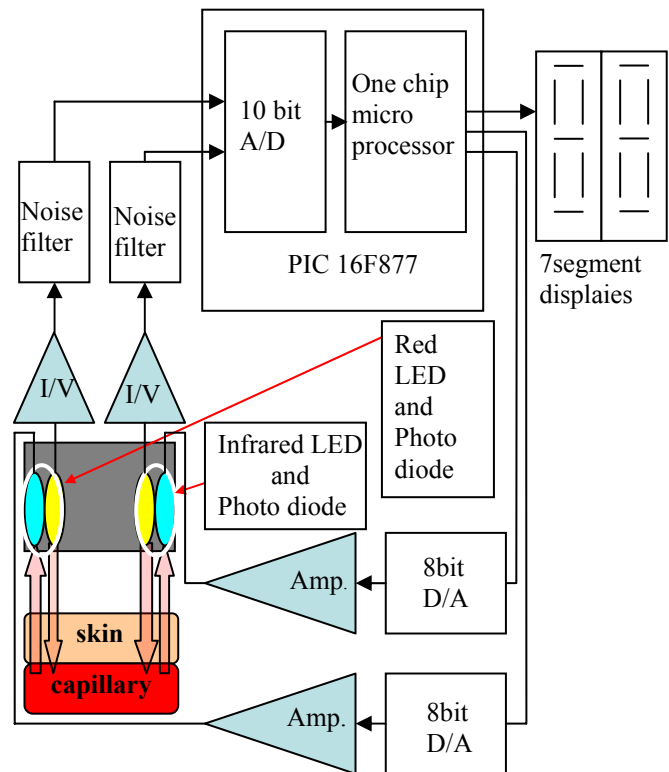 10 bit
A/D
One chip
micro
processor
PIC 16F877
7segment
displaies
Noise
filter
Noise
filter
I/V
I/V
Red
LED
and
Photo
diode
Infrared LED
and
Photo diode
Amp.
8bit
D/A
skin
capillary
Amp.
8bit
D/A